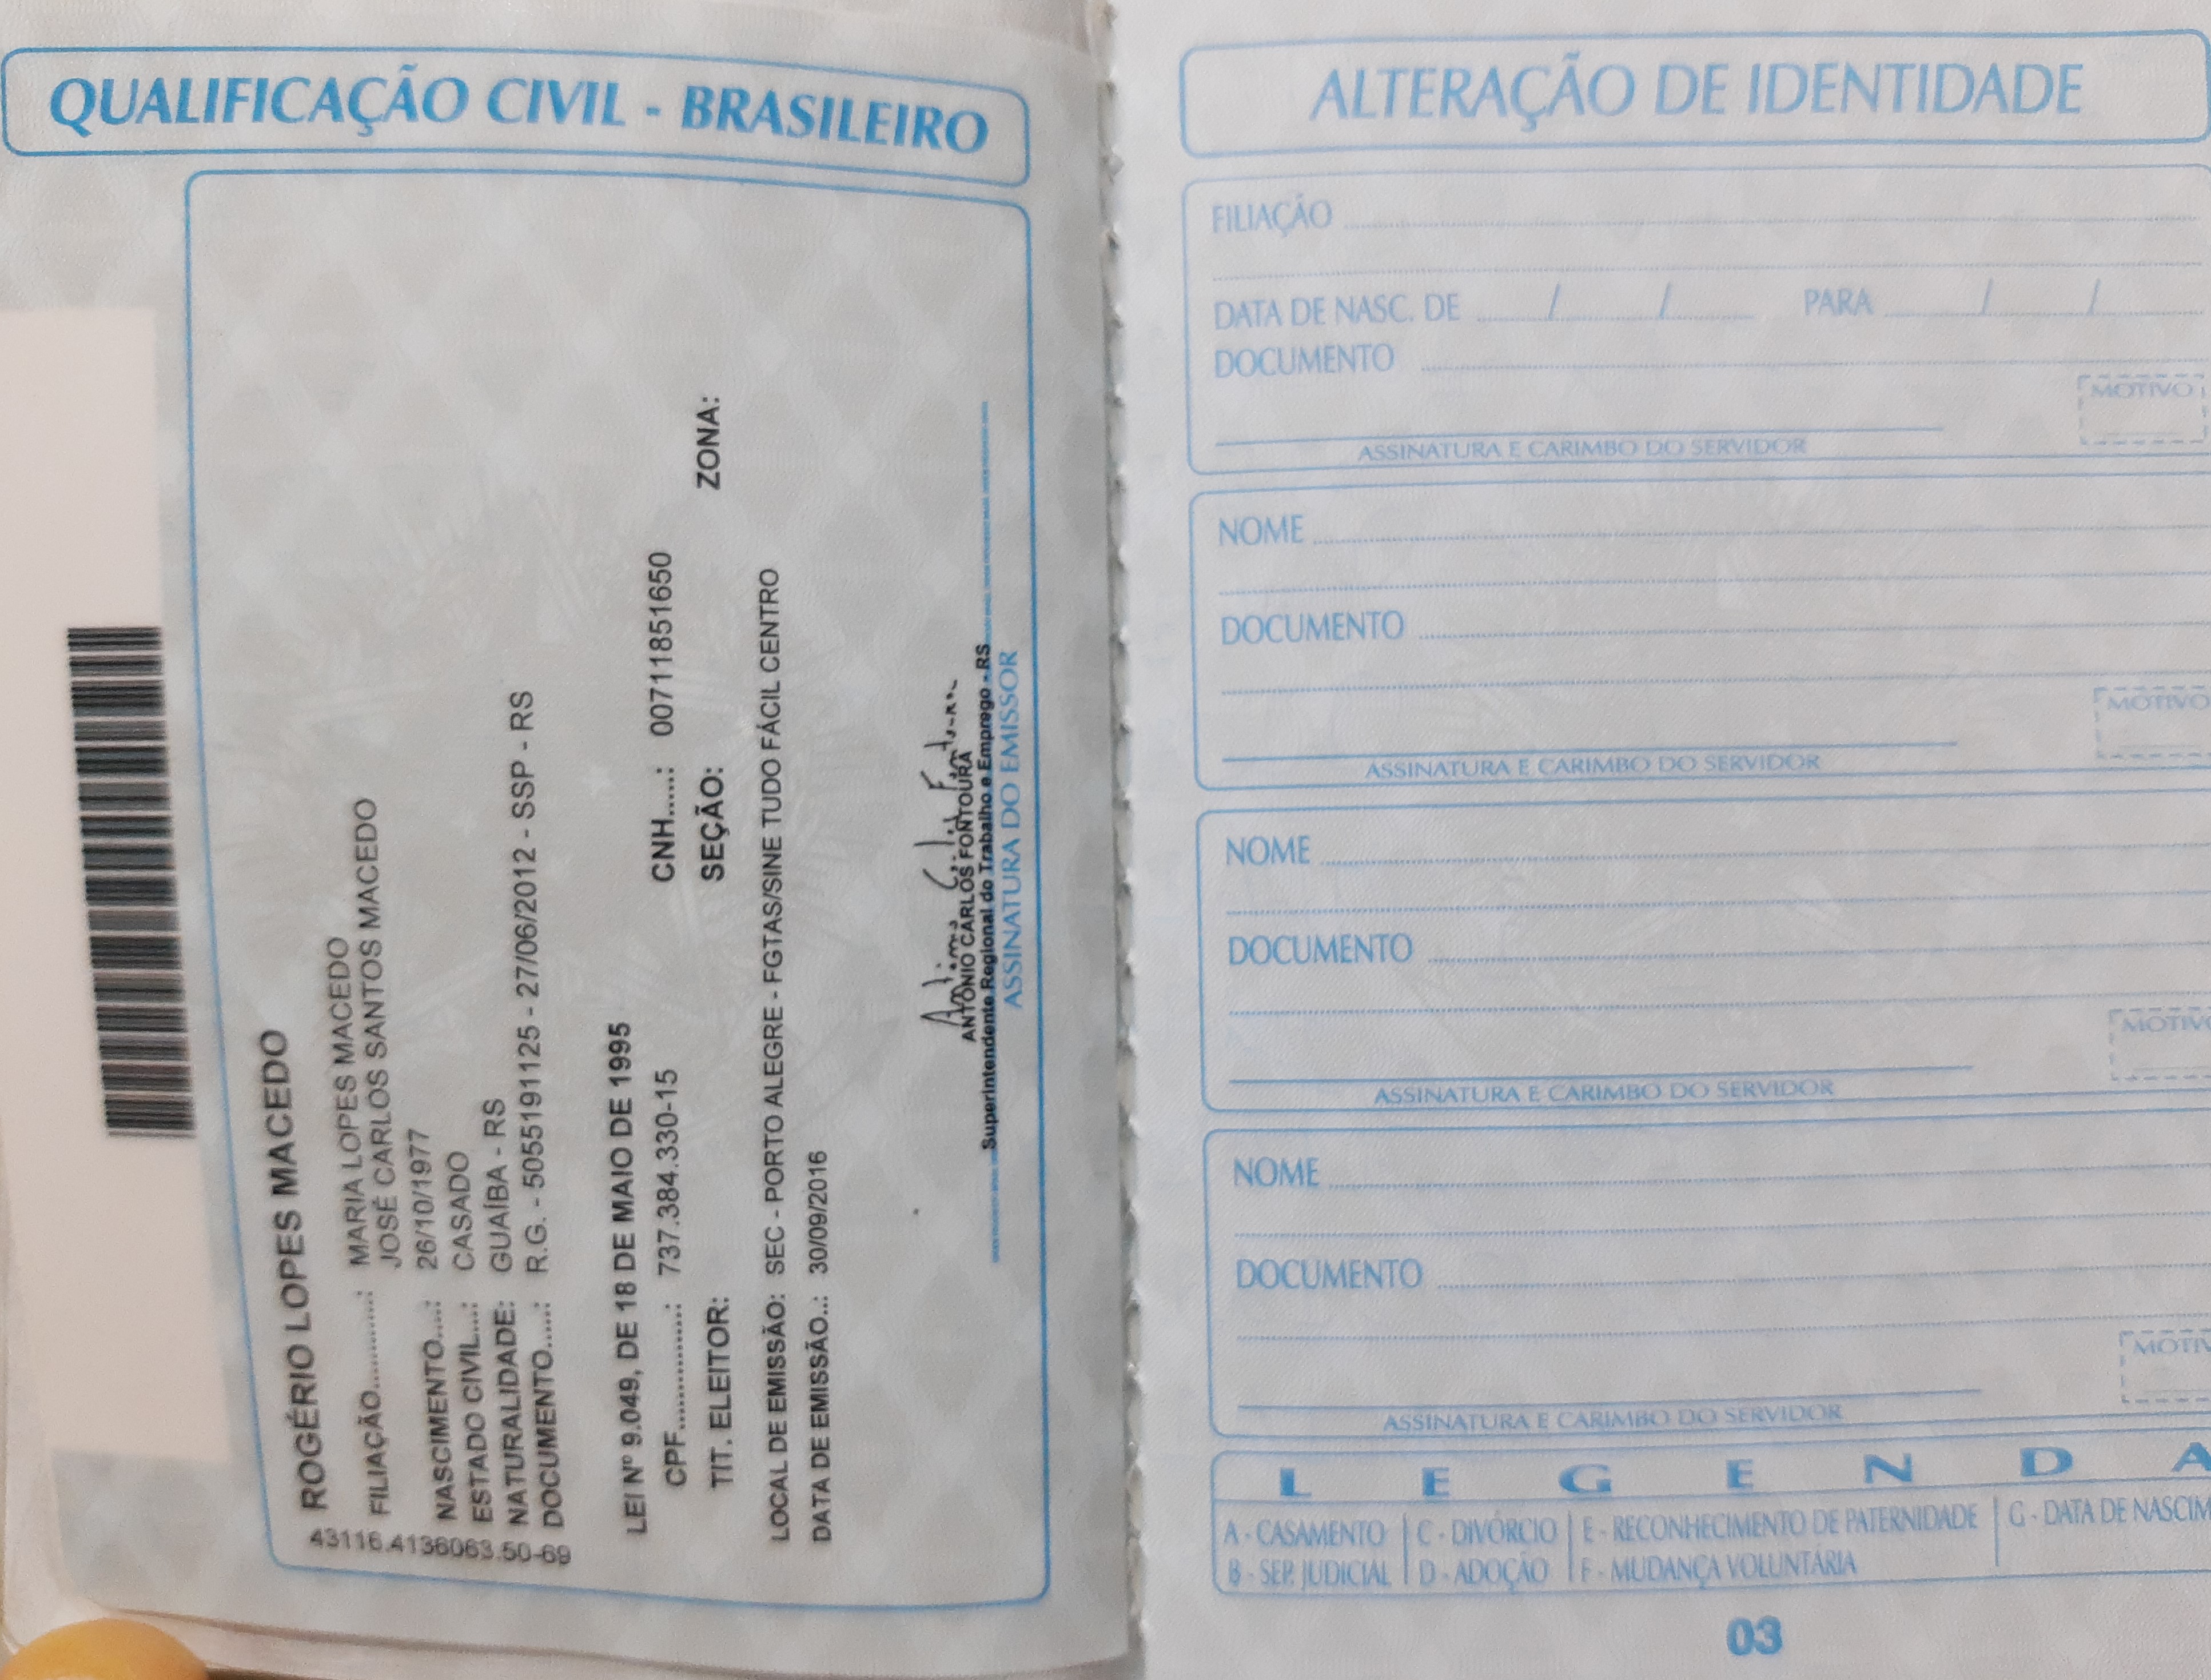 QUALIFICAÇÃO CIVIL - BRASILEIRO
ROGÉRIO LOPES MACEDO
FILIAÇÃO............: MARIA LOPES MACEDO
JOSÉ CARLOS SANTOS MACEDO
NASCIMENTO....: 26/10/1977
ESTADO CIVIL...: CASADO
NATURALIDADE: GUAÍBA - RS
DOCUMENTO.....: R.G. - 5055191125 - 27/06/2012 - SSP - RS
LEI Nº 9.049, DE 18 DE MAIO DE 1995
CPF..............: 737.384.330-15 CNH.....: 00711851650
TIT. ELEITOR: SEÇÃO: ZONA:
LOCAL DE EMISSÃO: SEC - PORTO ALEGRE - FGTAS/SINE TUDO FÁCIL CENTRO
DATA DE EMISSÃO..: 30/09/2016
ANTÔNIO CARLOS FONTOURA
Superintendente Regional do Trabalho e Emprego - RS
ASSINATURA DO EMISSOR
43116.4136063.50-69
ALTERAÇÃO DE IDENTIDADE
FILIAÇÃO
DATA DE NASC. DE / / PARA / /
DOCUMENTO
MOTIVO
ASSINATURA E CARIMBO DO SERVIDOR
NOME
DOCUMENTO
MOTIVO
ASSINATURA E CARIMBO DO SERVIDOR
NOME
DOCUMENTO
MOTIVO
ASSINATURA E CARIMBO DO SERVIDOR
NOME
DOCUMENTO
MOTIV
ASSINATURA E CARIMBO DO SERVIDOR
L E G E N D A
A - CASAMENTO C - DIVÓRCIO E - RECONHECIMENTO DE PATERNIDADE G - DATA DE NASCIM
B - SEP. JUDICIAL D - ADOÇÃO F - MUDANÇA VOLUNTÁRIA
03